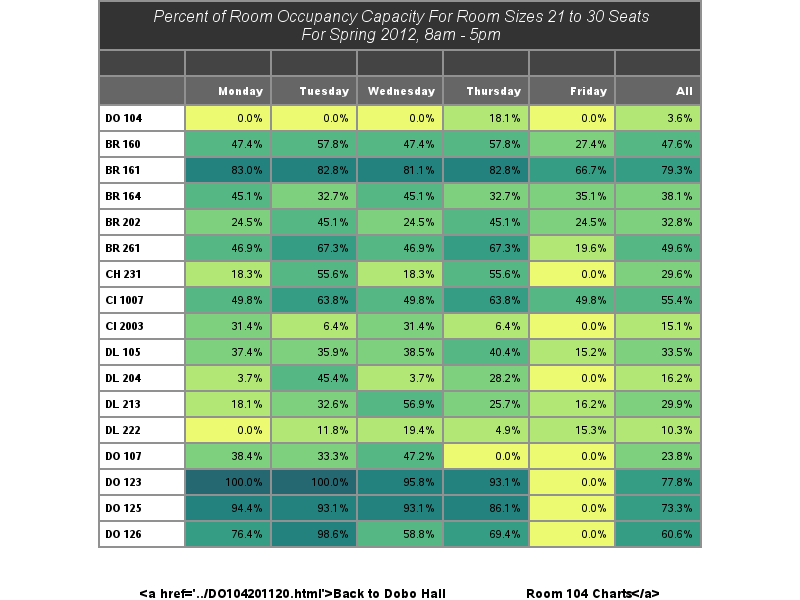 Percent of Room Occupancy Capacity For Room Sizes 21 to 30 Seats
For Spring 2012, 8am - 5pm
Monday Tuesday Wednesday Thursday Friday All
DO 104 0.0% 0.0% 0.0% 18.1% 0.0% 3.6%
BR 160 47.4% 57.8% 47.4% 57.8% 27.4% 47.6%
BR 161 83.0% 82.8% 81.1% 82.8% 66.7% 79.3%
BR 164 45.1% 32.7% 45.1% 32.7% 35.1% 38.1%
BR 202 24.5% 45.1% 24.5% 45.1% 24.5% 32.8%
BR 261 46.9% 67.3% 46.9% 67.3% 19.6% 49.6%
CH 231 18.3% 55.6% 18.3% 55.6% 0.0% 29.6%
CI 1007 49.8% 63.8% 49.8% 63.8% 49.8% 55.4%
CI 2003 31.4% 6.4% 31.4% 6.4% 0.0% 15.1%
DL 105 37.4% 35.9% 38.5% 40.4% 15.2% 33.5%
DL 204 3.7% 45.4% 3.7% 28.2% 0.0% 16.2%
DL 213 18.1% 32.6% 56.9% 25.7% 16.2% 29.9%
DL 222 0.0% 11.8% 19.4% 4.9% 15.3% 10.3%
DO 107 38.4% 33.3% 47.2% 0.0% 0.0% 23.8%
DO 123 100.0% 100.0% 95.8% 93.1% 0.0% 77.8%
DO 125 94.4% 93.1% 93.1% 86.1% 0.0% 73.3%
DO 126 76.4% 98.6% 58.8% 69.4% 0.0% 60.6%
<a href='../DO104201120.html'>Back to Dobo Hall Room 104 Charts</a>